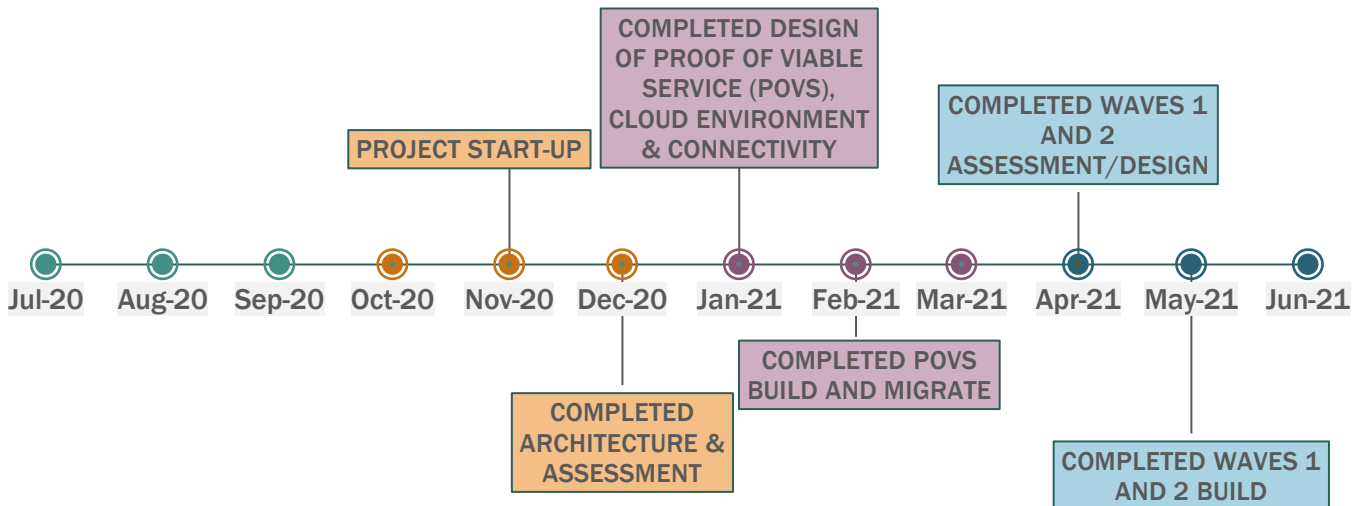 COMPLETED DESIGN
OF PROOF OF VIABLE
SERVICE (POVS),
CLOUD ENVIRONMENT
& CONNECTIVITY
COMPLETED WAVES 1
AND 2
ASSESSMENT/DESIGN
PROJECT START-UP
Jul-20 Aug-20 Sep-20 Oct-20 Nov-20 Dec-20 Jan-21 Feb-21 Mar-21 Apr-21 May-21 Jun-21
COMPLETED POVS
BUILD AND MIGRATE
COMPLETED
ARCHITECTURE &
ASSESSMENT
COMPLETED WAVES 1
AND 2 BUILD